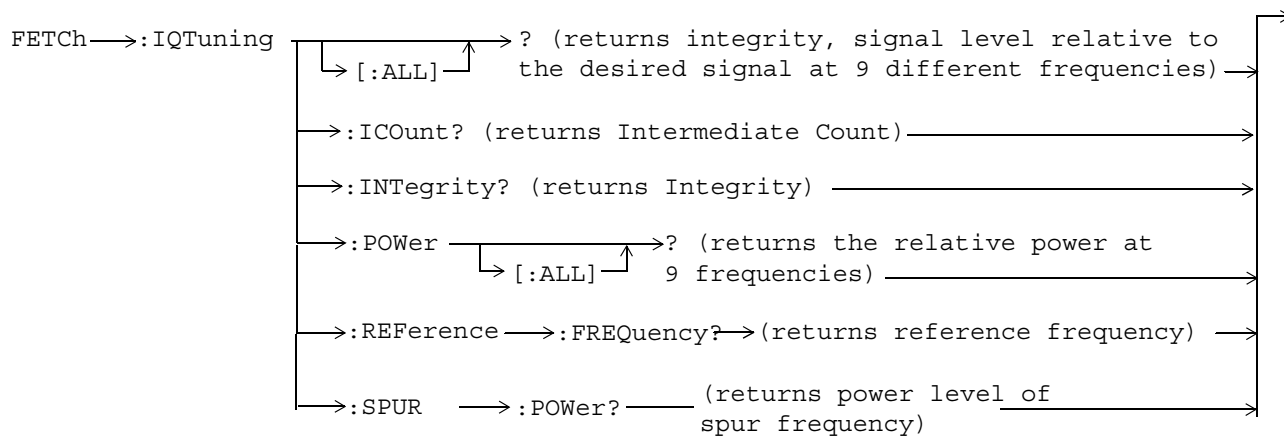 FETCh :IQTuning ? (returns integrity, signal level relative to
[:ALL] the desired signal at 9 different frequencies)
:ICOunt? (returns Intermediate Count)
:INTegrity? (returns Integrity)
:POWer ? (returns the relative power at
[:ALL] 9 frequencies)
:REFerence :FREQuency? (returns reference frequency)
:SPUR :POWer? (returns power level of
spur frequency)